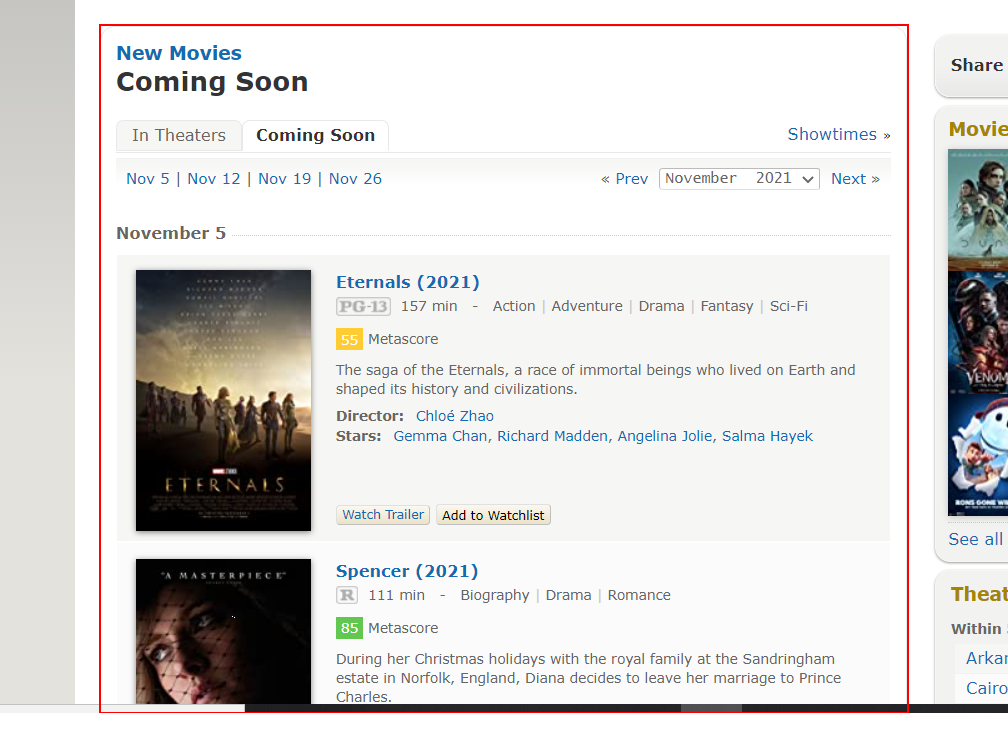 New Movies
Coming Soon
In Theaters
Coming Soon
Showtimes »
Nov 5 | Nov 12 | Nov 19 | Nov 26
« Prev
November 2021
Next »
November 5
ETERNALS
Eternals (2021)
PG-13 157 min - Action | Adventure | Drama | Fantasy | Sci-Fi
55 Metascore
The saga of the Eternals, a race of immortal beings who lived on Earth and
shaped its history and civilizations.
Director: Chloé Zhao
Stars: Gemma Chan, Richard Madden, Angelina Jolie, Salma Hayek
Watch Trailer
Add to Watchlist
"A MASTERPIECE"
Spencer (2021)
R 111 min - Biography | Drama | Romance
85 Metascore
During her Christmas holidays with the royal family at the Sandringham
estate in Norfolk, England, Diana decides to leave her marriage to Prince
Charles.
Share
Movie
DUN
VENOM
RONS GONE WR
See all
Theat
Within
Arkan
Cairo